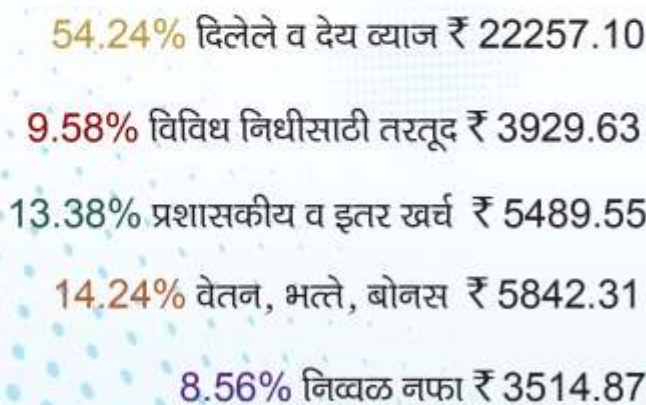 54.24% दिलेले व देय व्याज ₹ 22257.10
9.58% विविध निधीसाठी तरतूद ₹ 3929.63
13.38% प्रशासकीय व इतर खर्च ₹ 5489.55
14.24% वेतन, भत्ते, बोनस ₹ 5842.31
8.56% निव्वळ नफा ₹ 3514.87